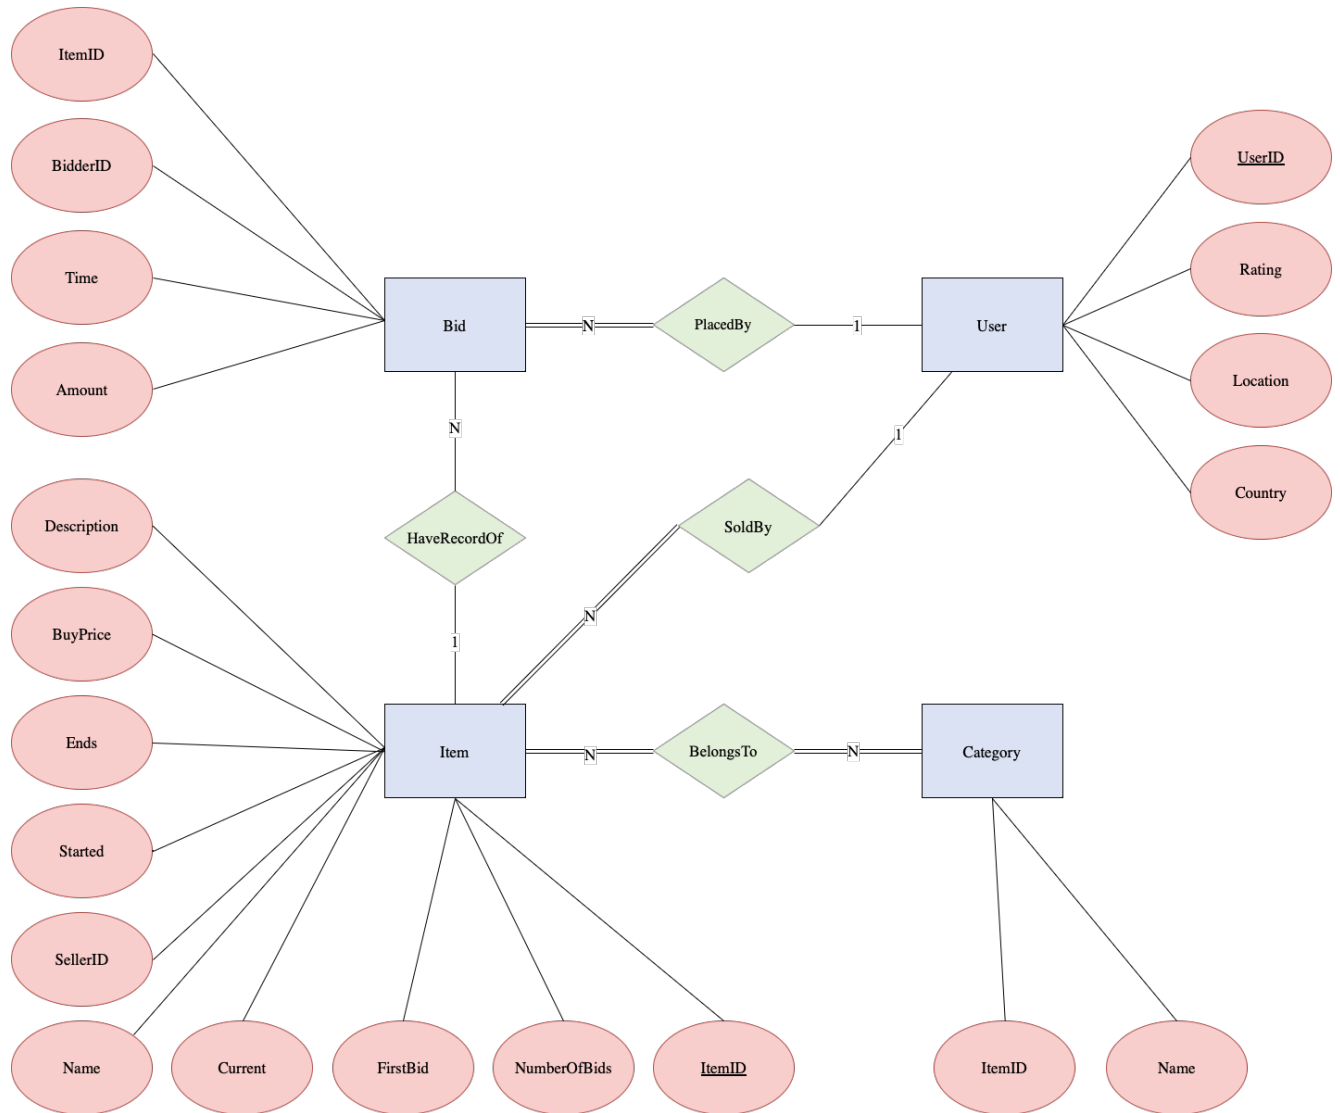 ItemID
BidderID
Time
Amount
Bid
N
PlacedBy
1
User
UserID
Rating
Location
Country
N
HaveRecordOf
1
1
SoldBy
N
Description
BuyPrice
Ends
Started
SellerID
Name
Item
N
BelongsTo
N
Category
Current
FirstBid
NumberOfBids
ItemID
ItemID
Name